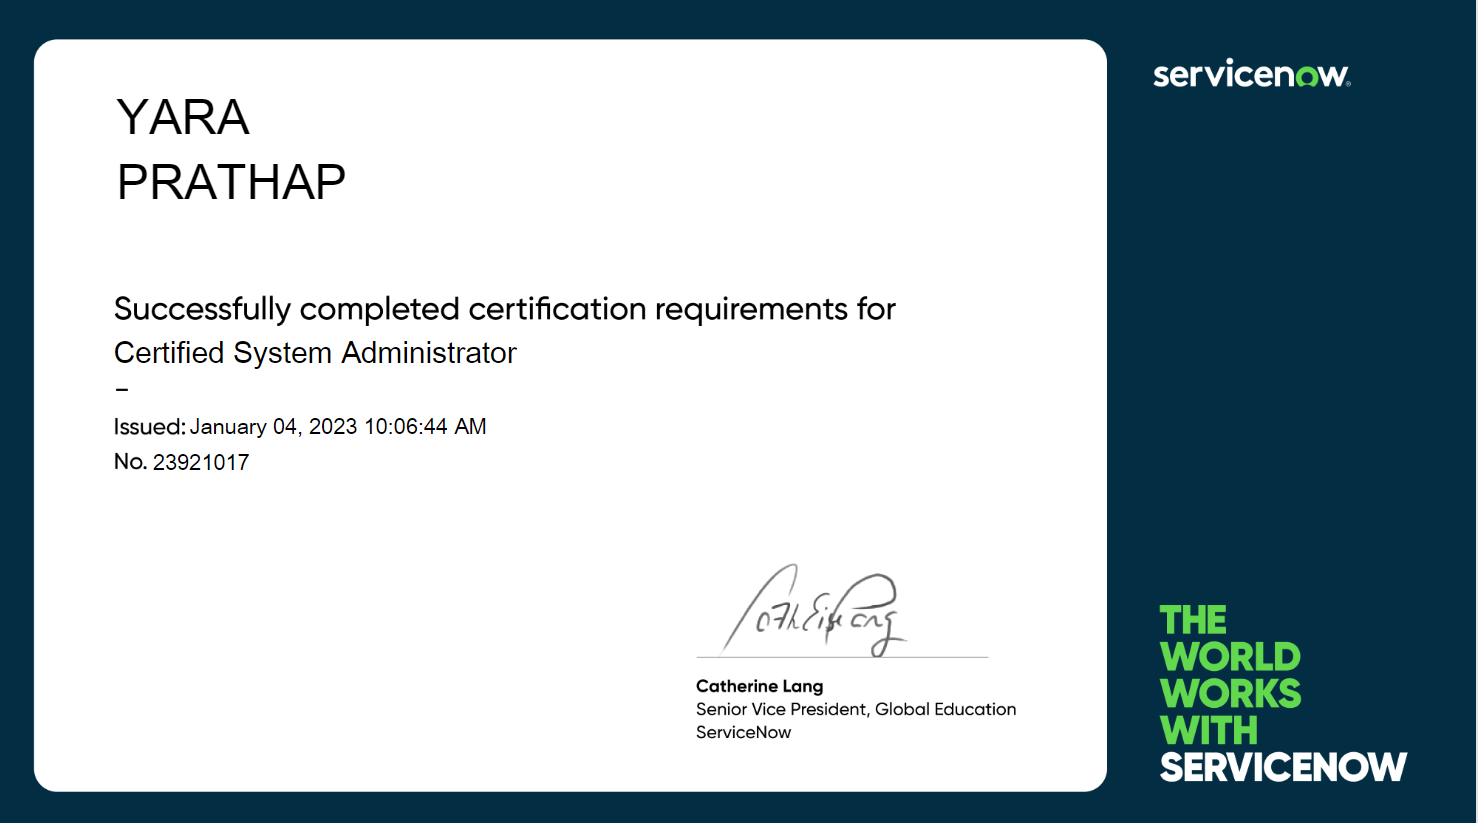 YARA
PRATHAP
Successfully completed certification requirements for
Certified System Administrator
–
Issued: January 04, 2023 10:06:44 AM
No. 23921017
Catherine Lang
Senior Vice President, Global Education
ServiceNow
servicenow®
THE
WORLD
WORKS
WITH
SERVICENOW